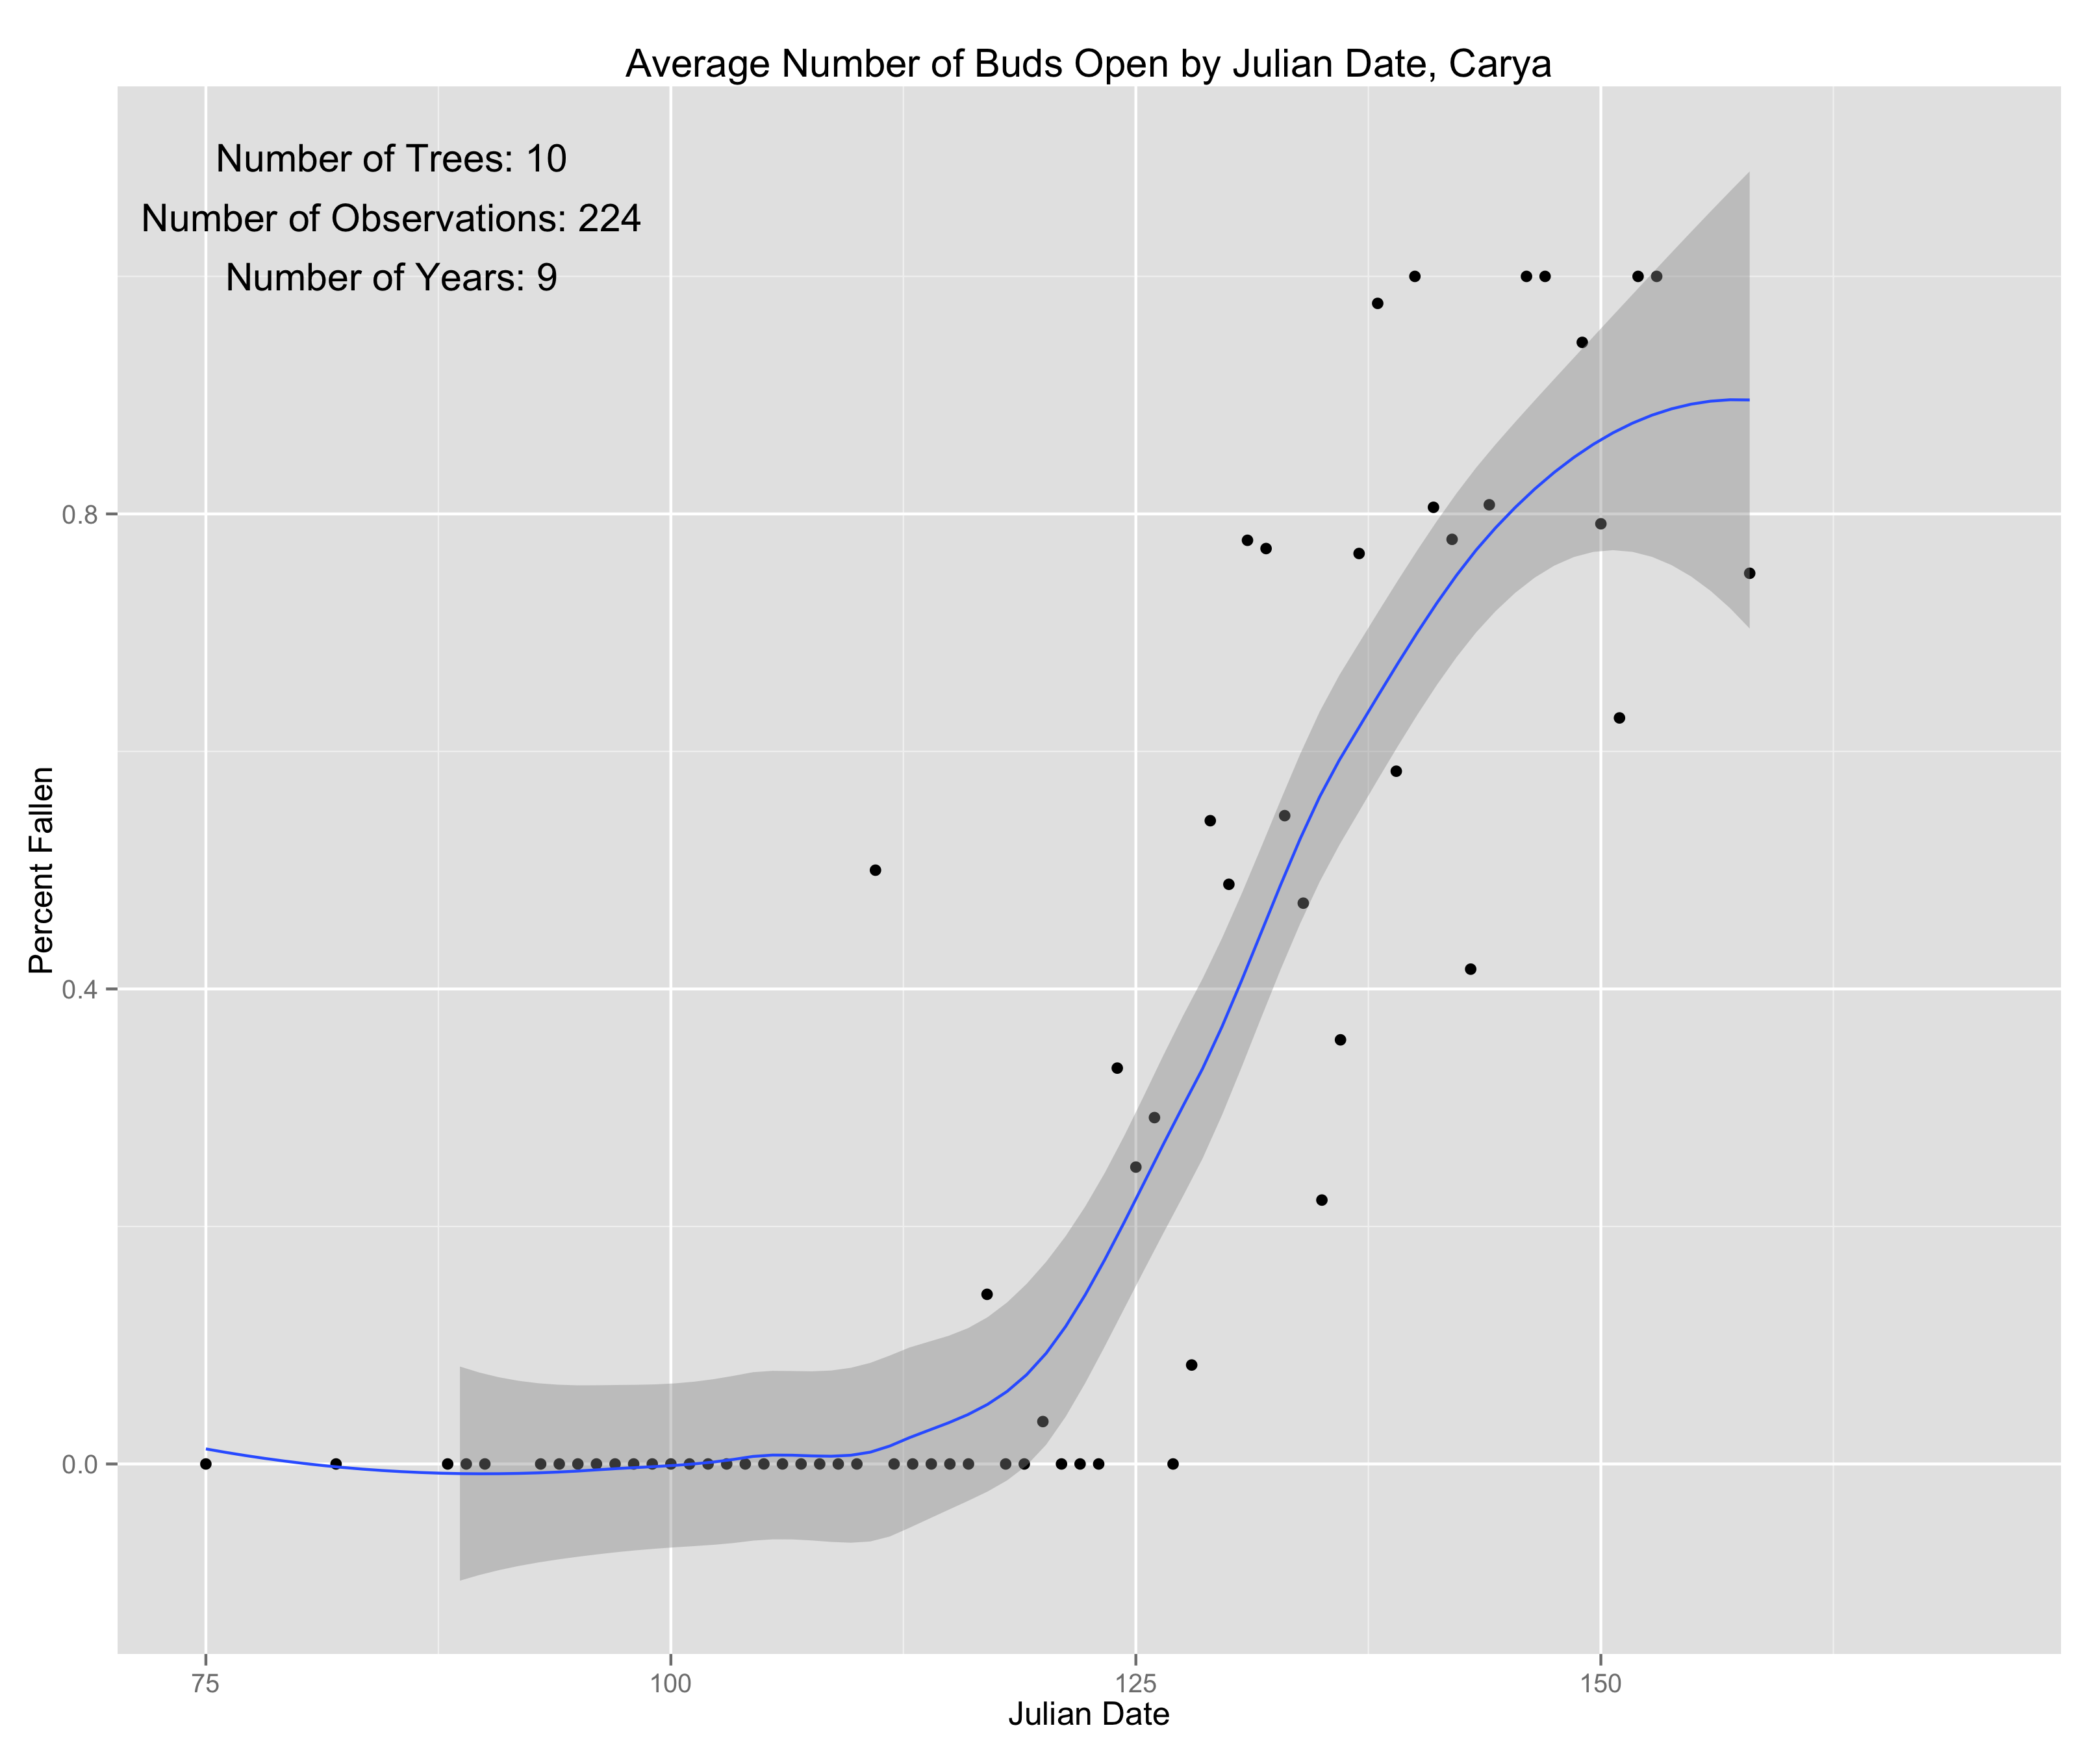 Average Number of Buds Open by Julian Date, Carya
Number of Trees: 10
Number of Observations: 224
Number of Years: 9
Percent Fallen
0.8
0.4
0.0
75 100 125 150
Julian Date